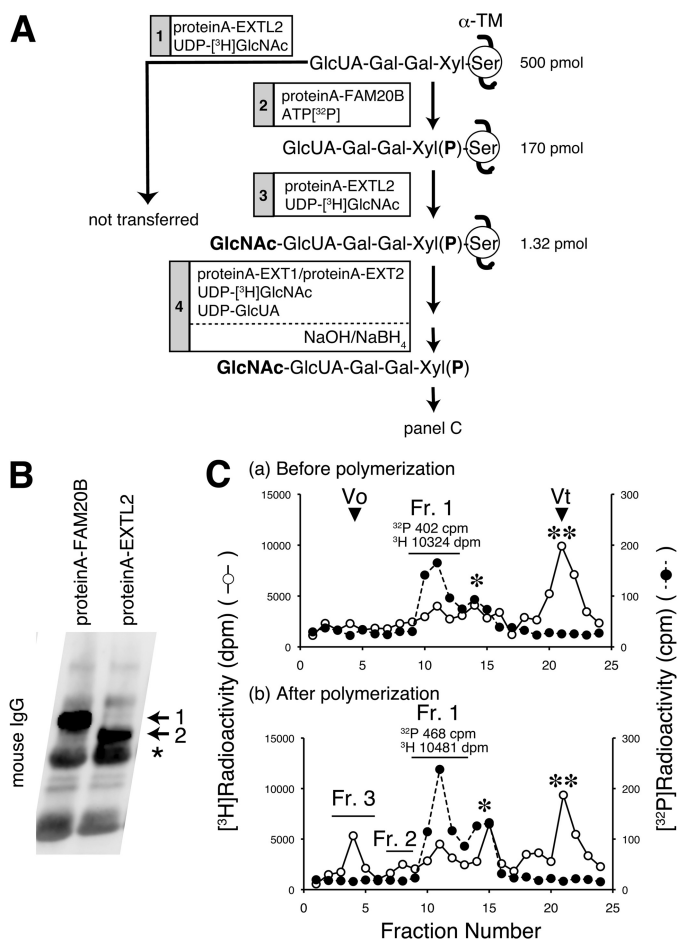 A
α-TM
1
proteinA-EXTL2
UDP-[³H]GlcNAc
GlcUA-Gal-Gal-Xyl-Ser
500 pmol
2
proteinA-FAM20B
ATP[³²P]
GlcUA-Gal-Gal-Xyl(P)-Ser
170 pmol
3
proteinA-EXTL2
UDP-[³H]GlcNAc
not transferred
GlcNAc-GlcUA-Gal-Gal-Xyl(P)-Ser
1.32 pmol
4
proteinA-EXT1/proteinA-EXT2
UDP-[³H]GlcNAc
UDP-GlcUA
NaOH/NaBH₄
GlcNAc-GlcUA-Gal-Gal-Xyl(P)
panel C
B
proteinA-FAM20B
proteinA-EXTL2
mouse IgG
1
2
*
C
(a) Before polymerization
15000
10000
5000
0
300
200
100
0
Vo
Fr. 1
³²P 402 cpm
³H 10324 dpm
*
Vt
**
0 5 10 15 20 25
(b) After polymerization
Fr. 1
³²P 468 cpm
³H 10481 dpm
15000
10000
5000
0
300
200
100
0
Fr. 3
Fr. 2
*
**
0 5 10 15 20 25
Fraction Number
[³H]Radioactivity (dpm) ( )
[³²P]Radioactivity (cpm) ( )